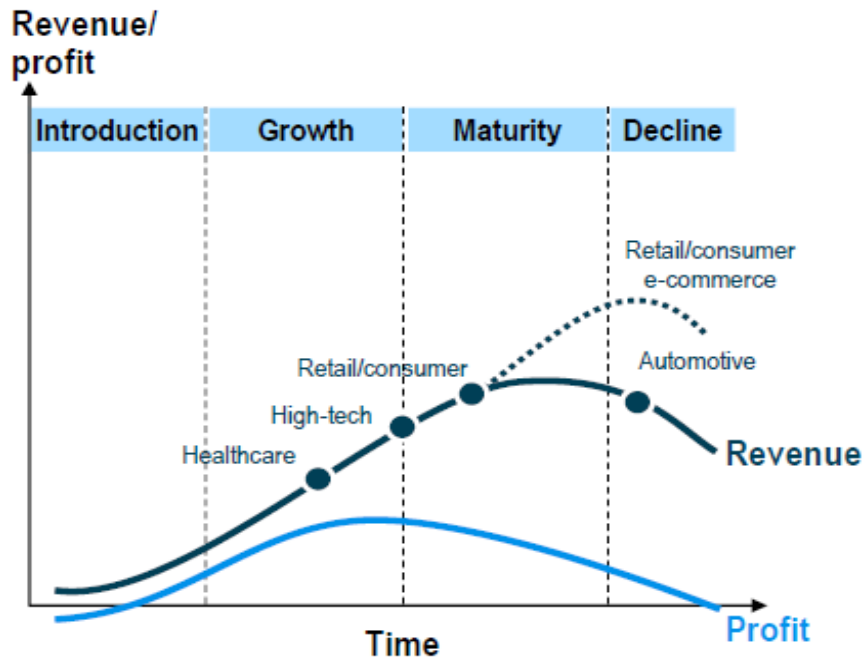 Revenue/
profit
Introduction
Growth
Maturity
Decline
Retail/consumer
e-commerce
Automotive
Retail/consumer
High-tech
Healthcare
Revenue
Profit
Time